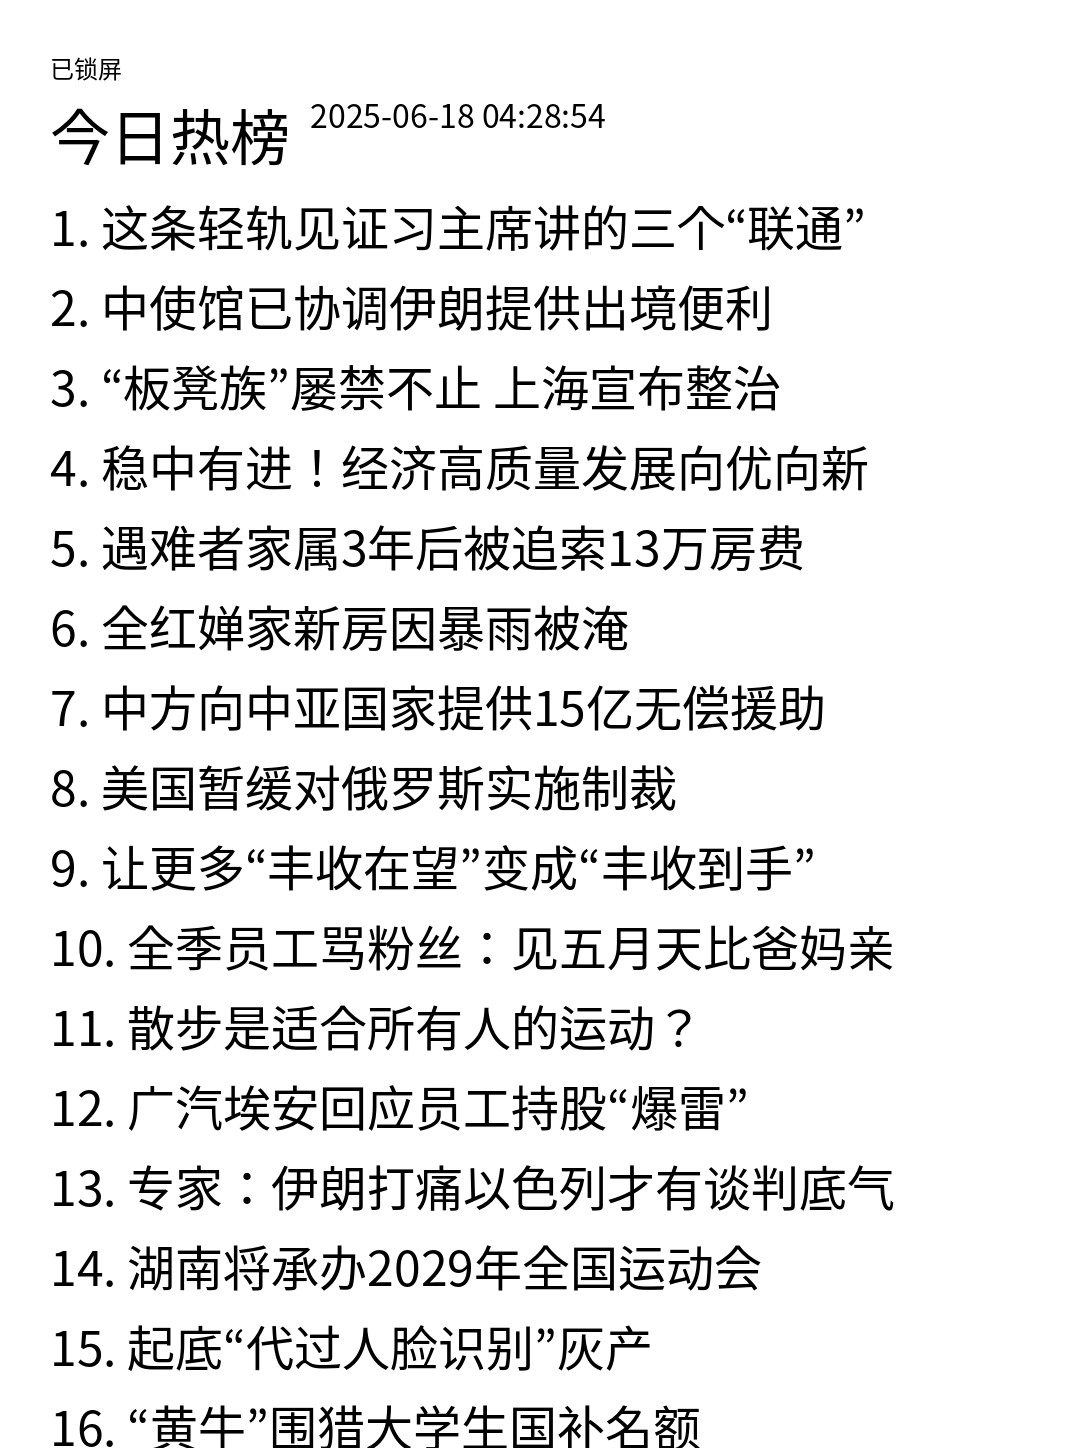 已锁屏
今日热榜 2025-06-18 04:28:54
1. 这条轻轨见证习主席讲的三个“联通”
2. 中使馆已协调伊朗提供出境便利
3. “板凳族”屡禁不止 上海宣布整治
4. 稳中有进！经济高质量发展向优向新
5. 遇难者家属3年后被追索13万房费
6. 全红婵家新房因暴雨被淹
7. 中方向中亚国家提供15亿无偿援助
8. 美国暂缓对俄罗斯实施制裁
9. 让更多“丰收在望”变成“丰收到手”
10. 全季员工骂粉丝：见五月天比爸妈亲
11. 散步是适合所有人的运动？
12. 广汽埃安回应员工持股“爆雷”
13. 专家：伊朗打痛以色列才有谈判底气
14. 湖南将承办2029年全国运动会
15. 起底“代过人脸识别”灰产
16. “黄牛”围猎大学生国补名额